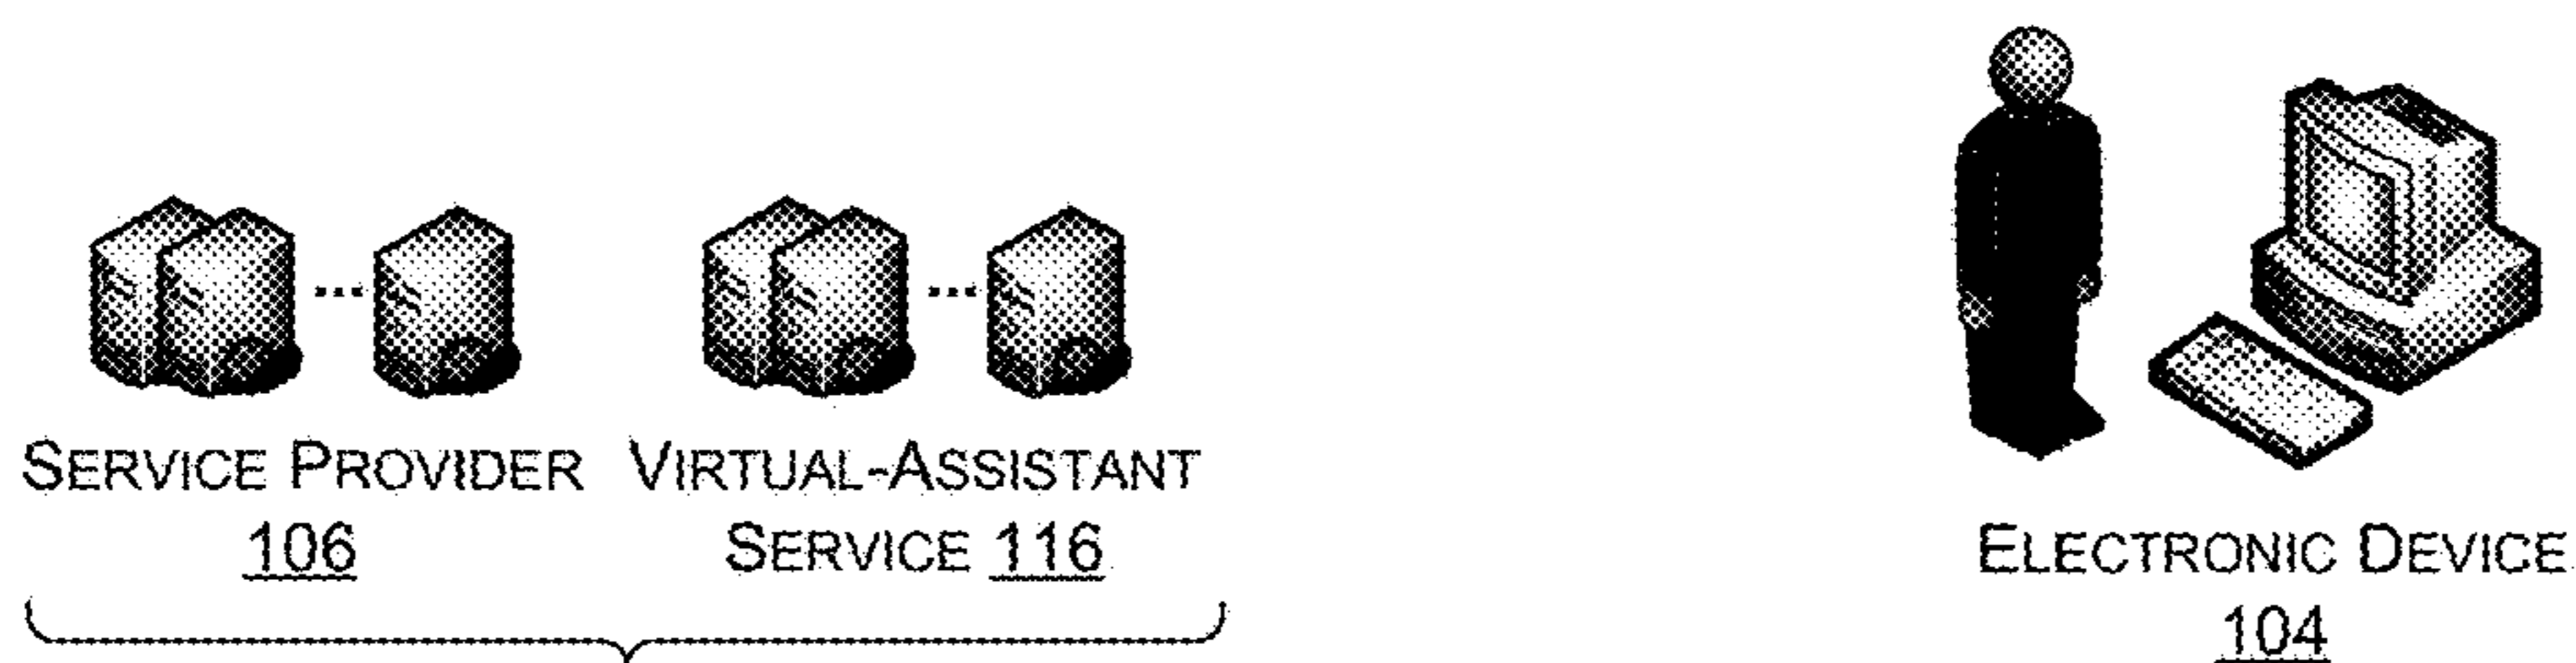 SERVICE PROVIDER
106
VIRTUAL-ASSISTANT
SERVICE 116
ELECTRONIC DEVICE
104